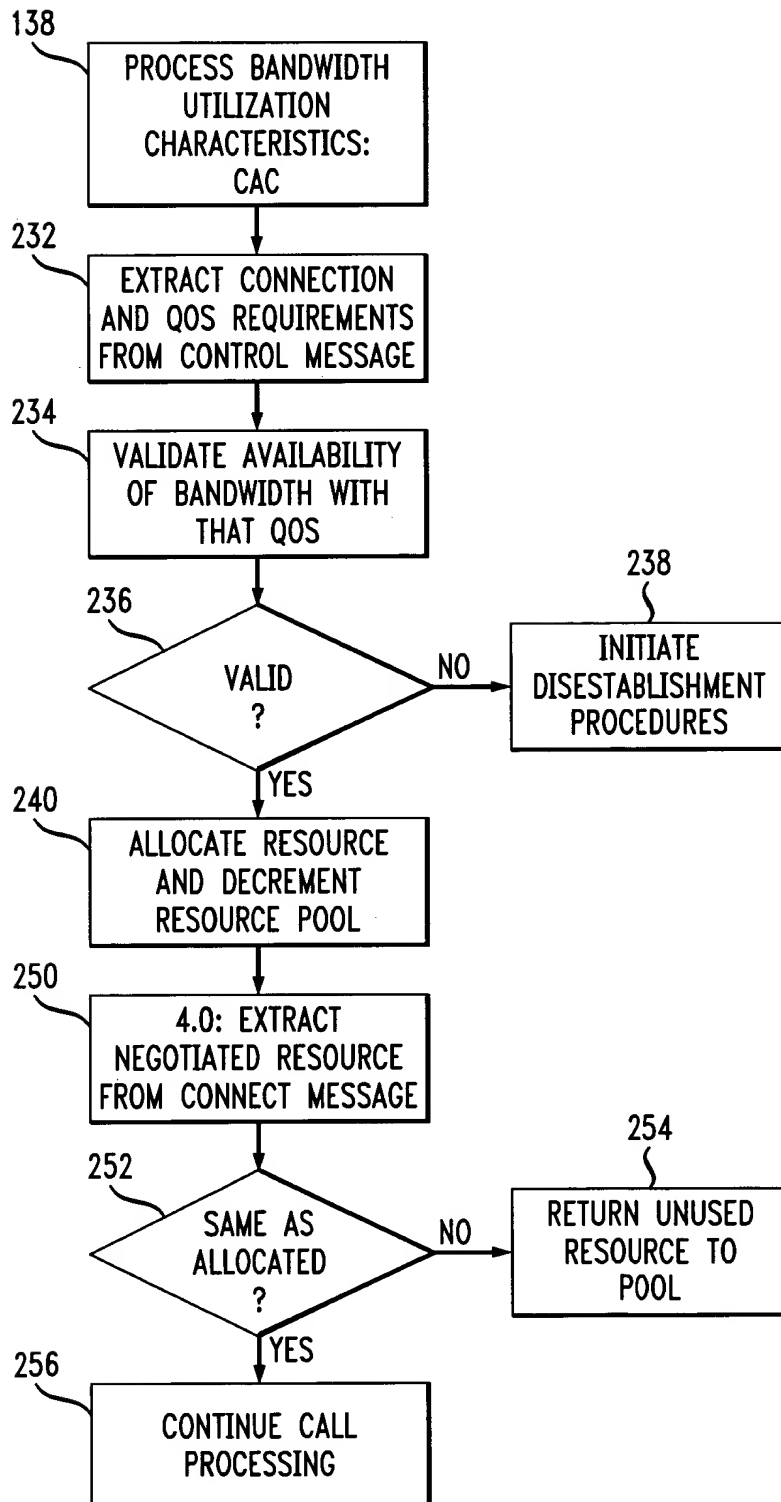 138
PROCESS BANDWIDTH
UTILIZATION
CHARACTERISTICS:
CAC
232
EXTRACT CONNECTION
AND QOS REQUIREMENTS
FROM CONTROL MESSAGE
234
VALIDATE AVAILABILITY
OF BANDWIDTH WITH
THAT QOS
236
VALID
?
NO
238
INITIATE
DISESTABLISHMENT
PROCEDURES
YES
240
ALLOCATE RESOURCE
AND DECREMENT
RESOURCE POOL
250
4.0: EXTRACT
NEGOTIATED RESOURCE
FROM CONNECT MESSAGE
252
SAME AS
ALLOCATED
?
NO
254
RETURN UNUSED
RESOURCE TO
POOL
YES
256
CONTINUE CALL
PROCESSING